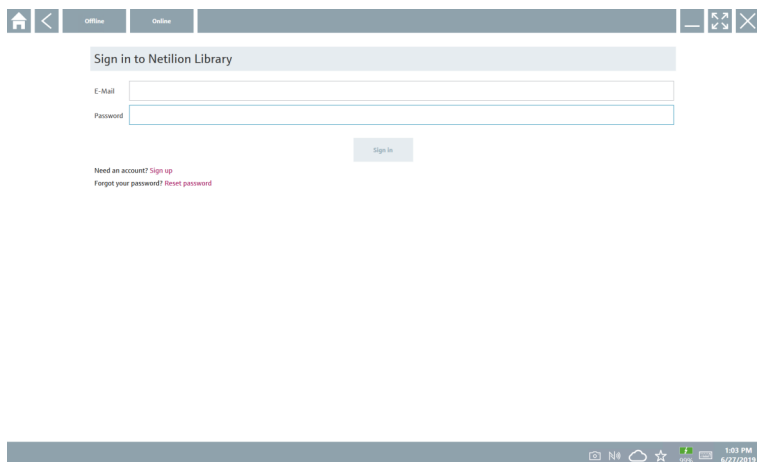 Offline Online
Sign in to Netilion Library
E-Mail
Password
Sign in
Need an account? Sign up
Forgot your password? Reset password
1:03 PM
99% 6/27/2019